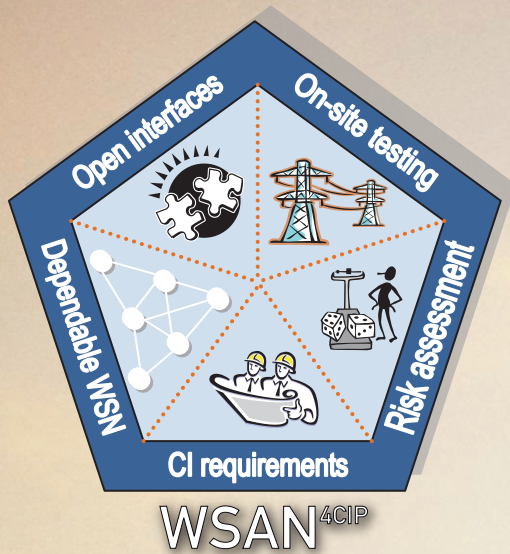 Open interfaces
On-site testing
Dependable WSN
Risk assessment
CI requirements
WSAN4CIP